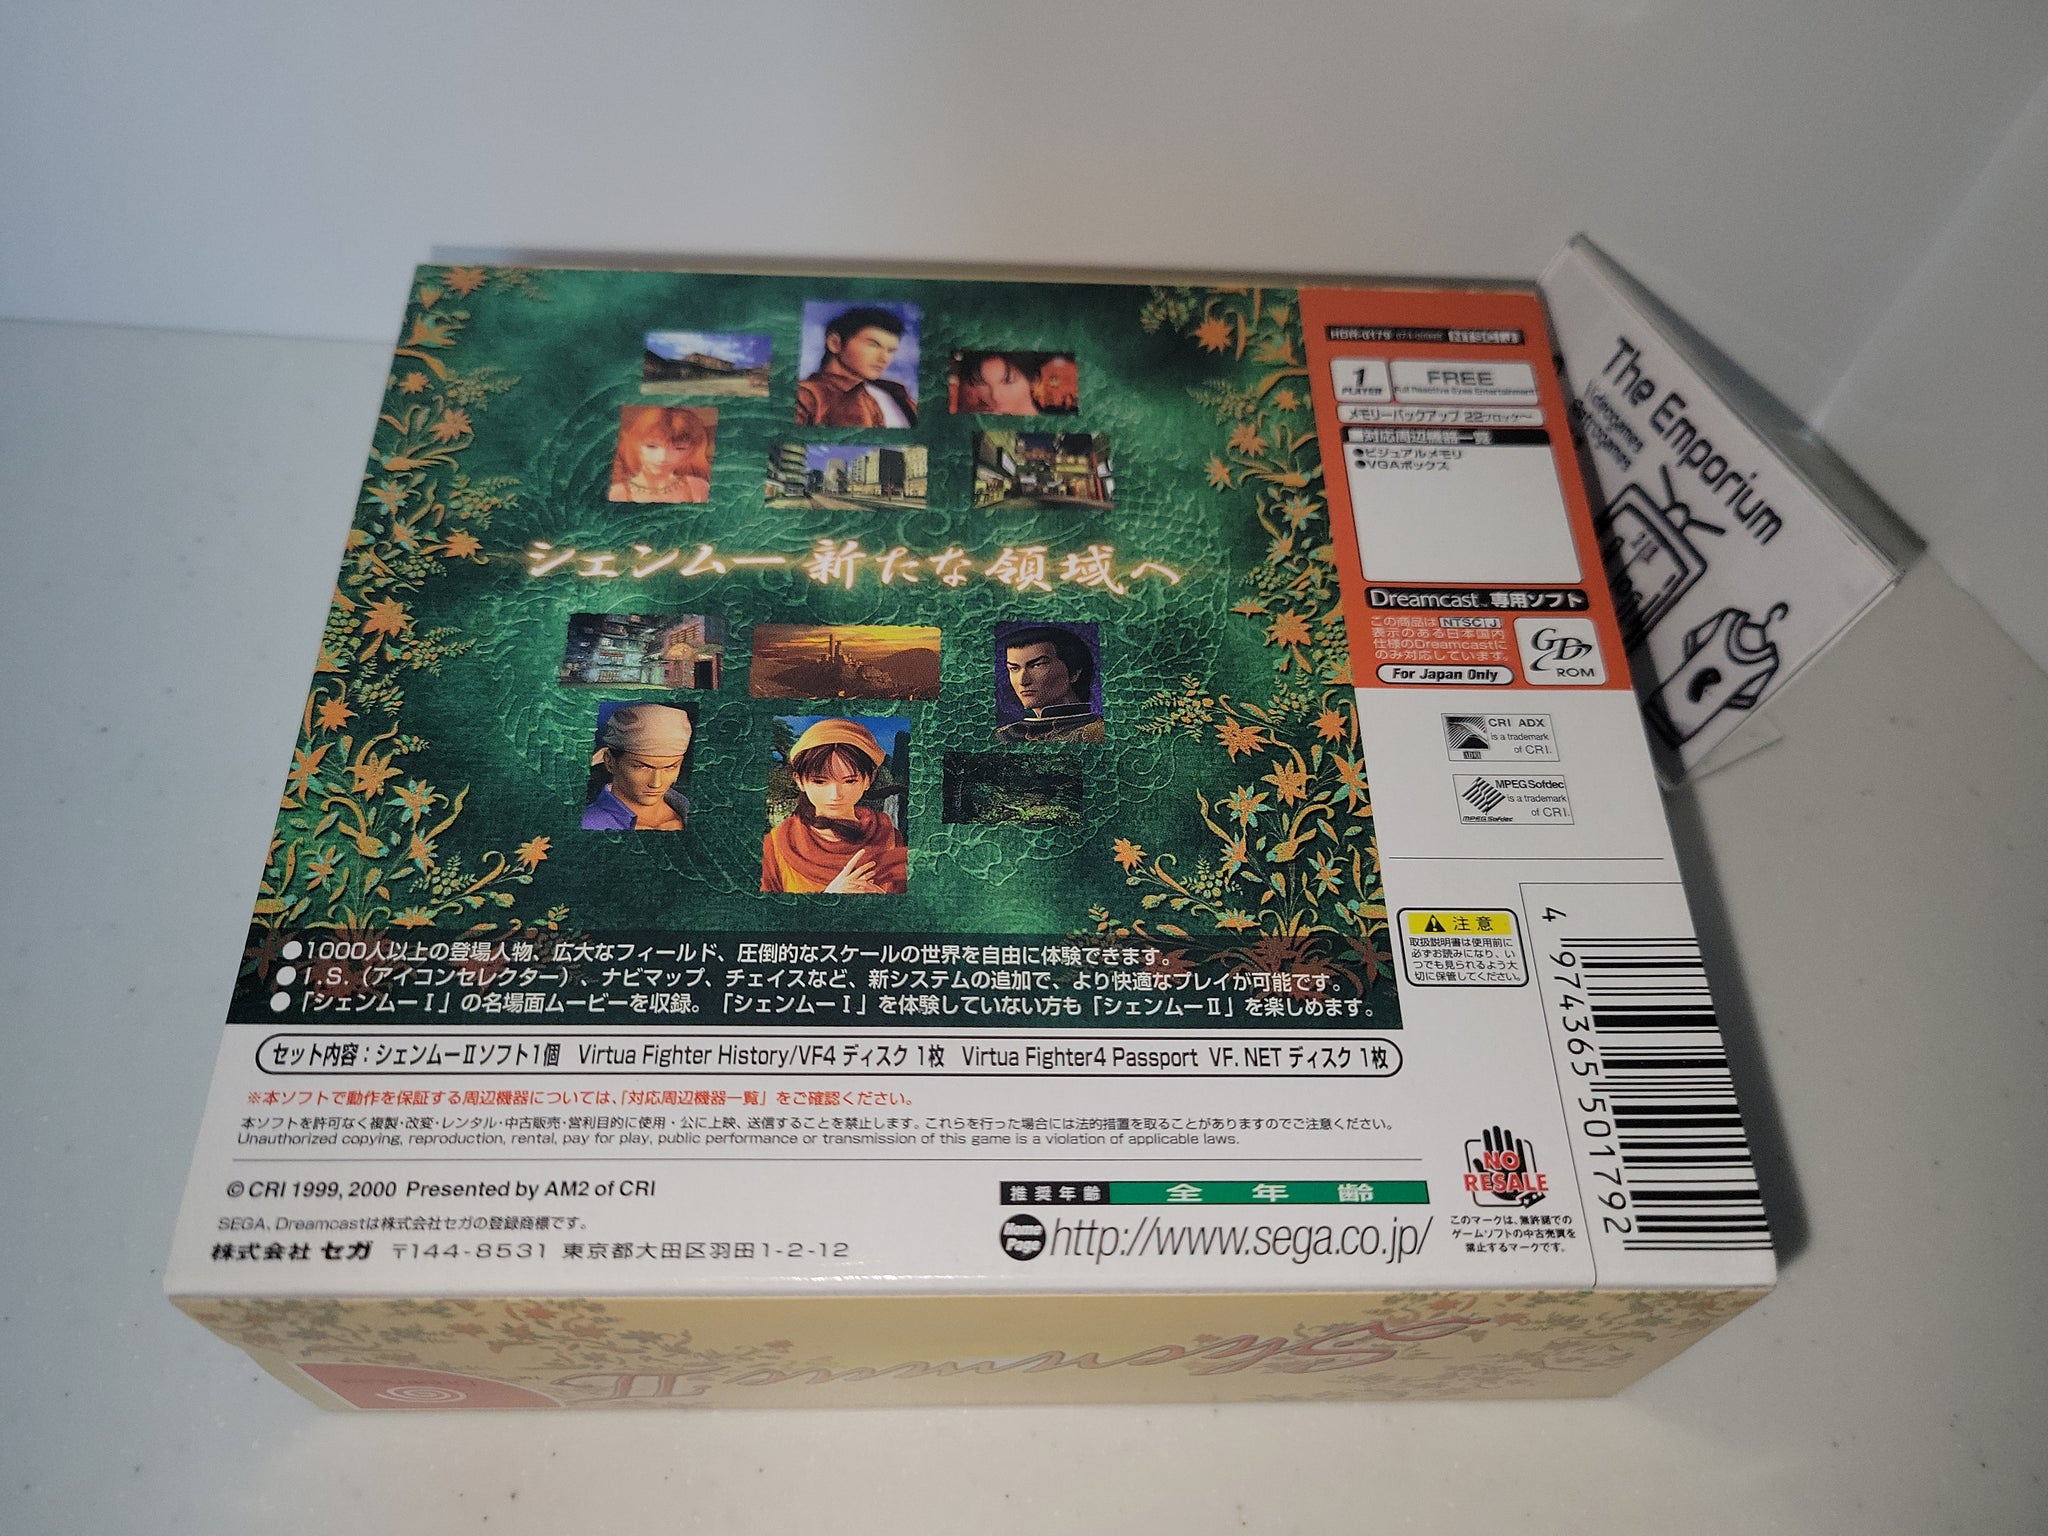 シェンムー 新たな領域へ
●1000人以上の登場人物、広大なフィールド、圧倒的なスケールの世界を自由に体験できます。
●I.S.(アイコンセレクター)、ナビマップ、チェイスなど、新システムの追加で、より快適なプレイが可能です。
●「シェンムーⅠ」の名場面ムービーを収録。「シェンムーⅠ」を体験していない方も「シェンムーⅡ」を楽しめます。
セット内容：シェンムーⅡソフト1個 Virtua Fighter History/VF4 ディスク 1枚 Virtua Fighter4 Passport VF. NET ディスク 1枚
※本ソフトで動作を保証する周辺機器については、「対応周辺機器一覧」をご確認ください。
本ソフトを許可なく複製・改変・レンタル・中古販売・営利目的に使用・公に上映、送信することを禁止します。これらを行った場合には法的措置を取ることがありますのでご注意ください。
Unauthorized copying, reproduction, rental, pay for play, public performance or transmission of this game is a violation of applicable laws.
© CRI 1999, 2000 Presented by AM2 of CRI
SEGA、Dreamcastは株式会社セガの登録商標です。
株式会社 セガ 〒144-8531 東京都大田区羽田1-2-12
推奨年齢 全年齢
Home Page http://www.sega.co.jp/
HDR-0179 NTSC J
1 PLAYER
FREE
Full Reactive Eyes Entertainment
メモリーバックアップ 22ブロック～
■対応周辺機器一覧
●ビジュアルメモリ
●VGAボックス
Dreamcast™ 専用ソフト
この商品は NTSC J
表示のある日本国内
仕様のDreamcastに
のみ対応しています。
For Japan Only
GD ROM
CRI ADX
is a trademark
of CRI.
MPEG Sofdec
is a trademark
of CRI.
MPEG Sofdec
注意
取扱説明書は使用前に
必ずお読みになり、い
つでも見られるよう大
切に保管してください。
4 974365 501792
NO RESALE
このマークは、無許諾での
ゲームソフトの中古売買を
禁止するマークです。
Shenmue II
The Emporium
Videogames
Retrogames